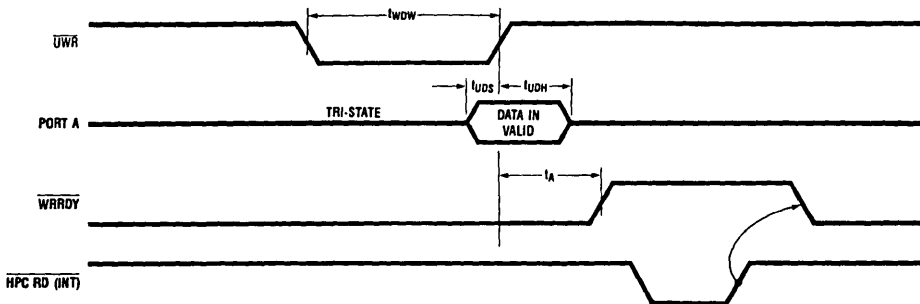 tWDW
UWR
tUDS
tUDH
TRI-STATE
PORT A
DATA IN
VALID
tA
WRRDY
HPC RD (INT)